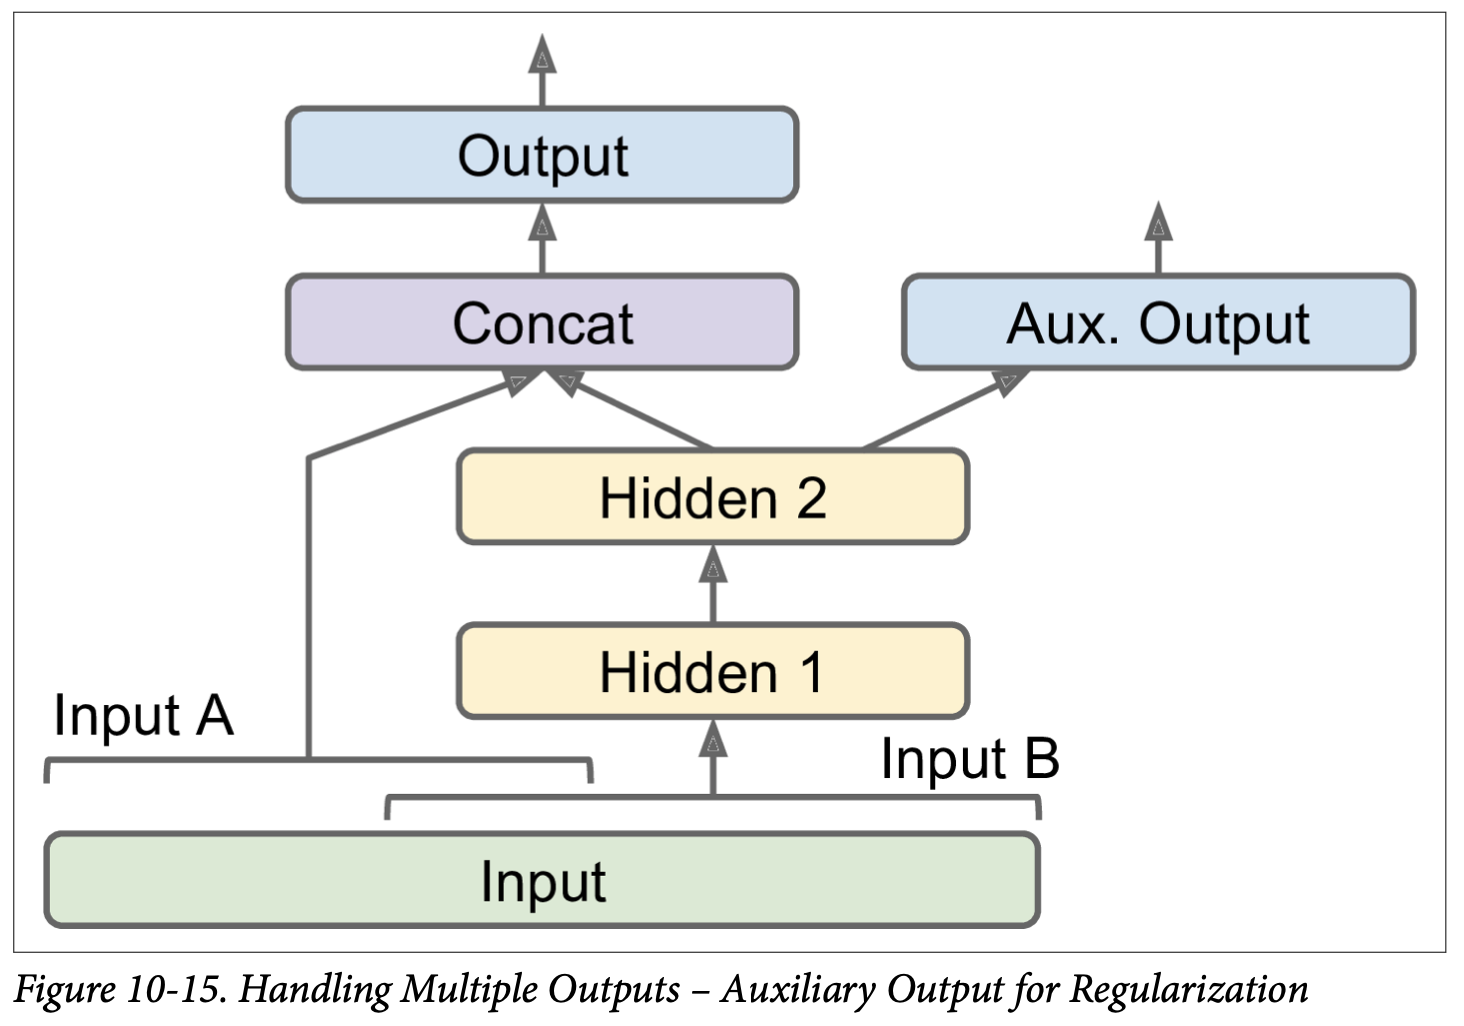 Output
Concat
Aux. Output
Hidden 2
Hidden 1
Input A
Input B
Input
Figure 10-15. Handling Multiple Outputs – Auxiliary Output for Regularization